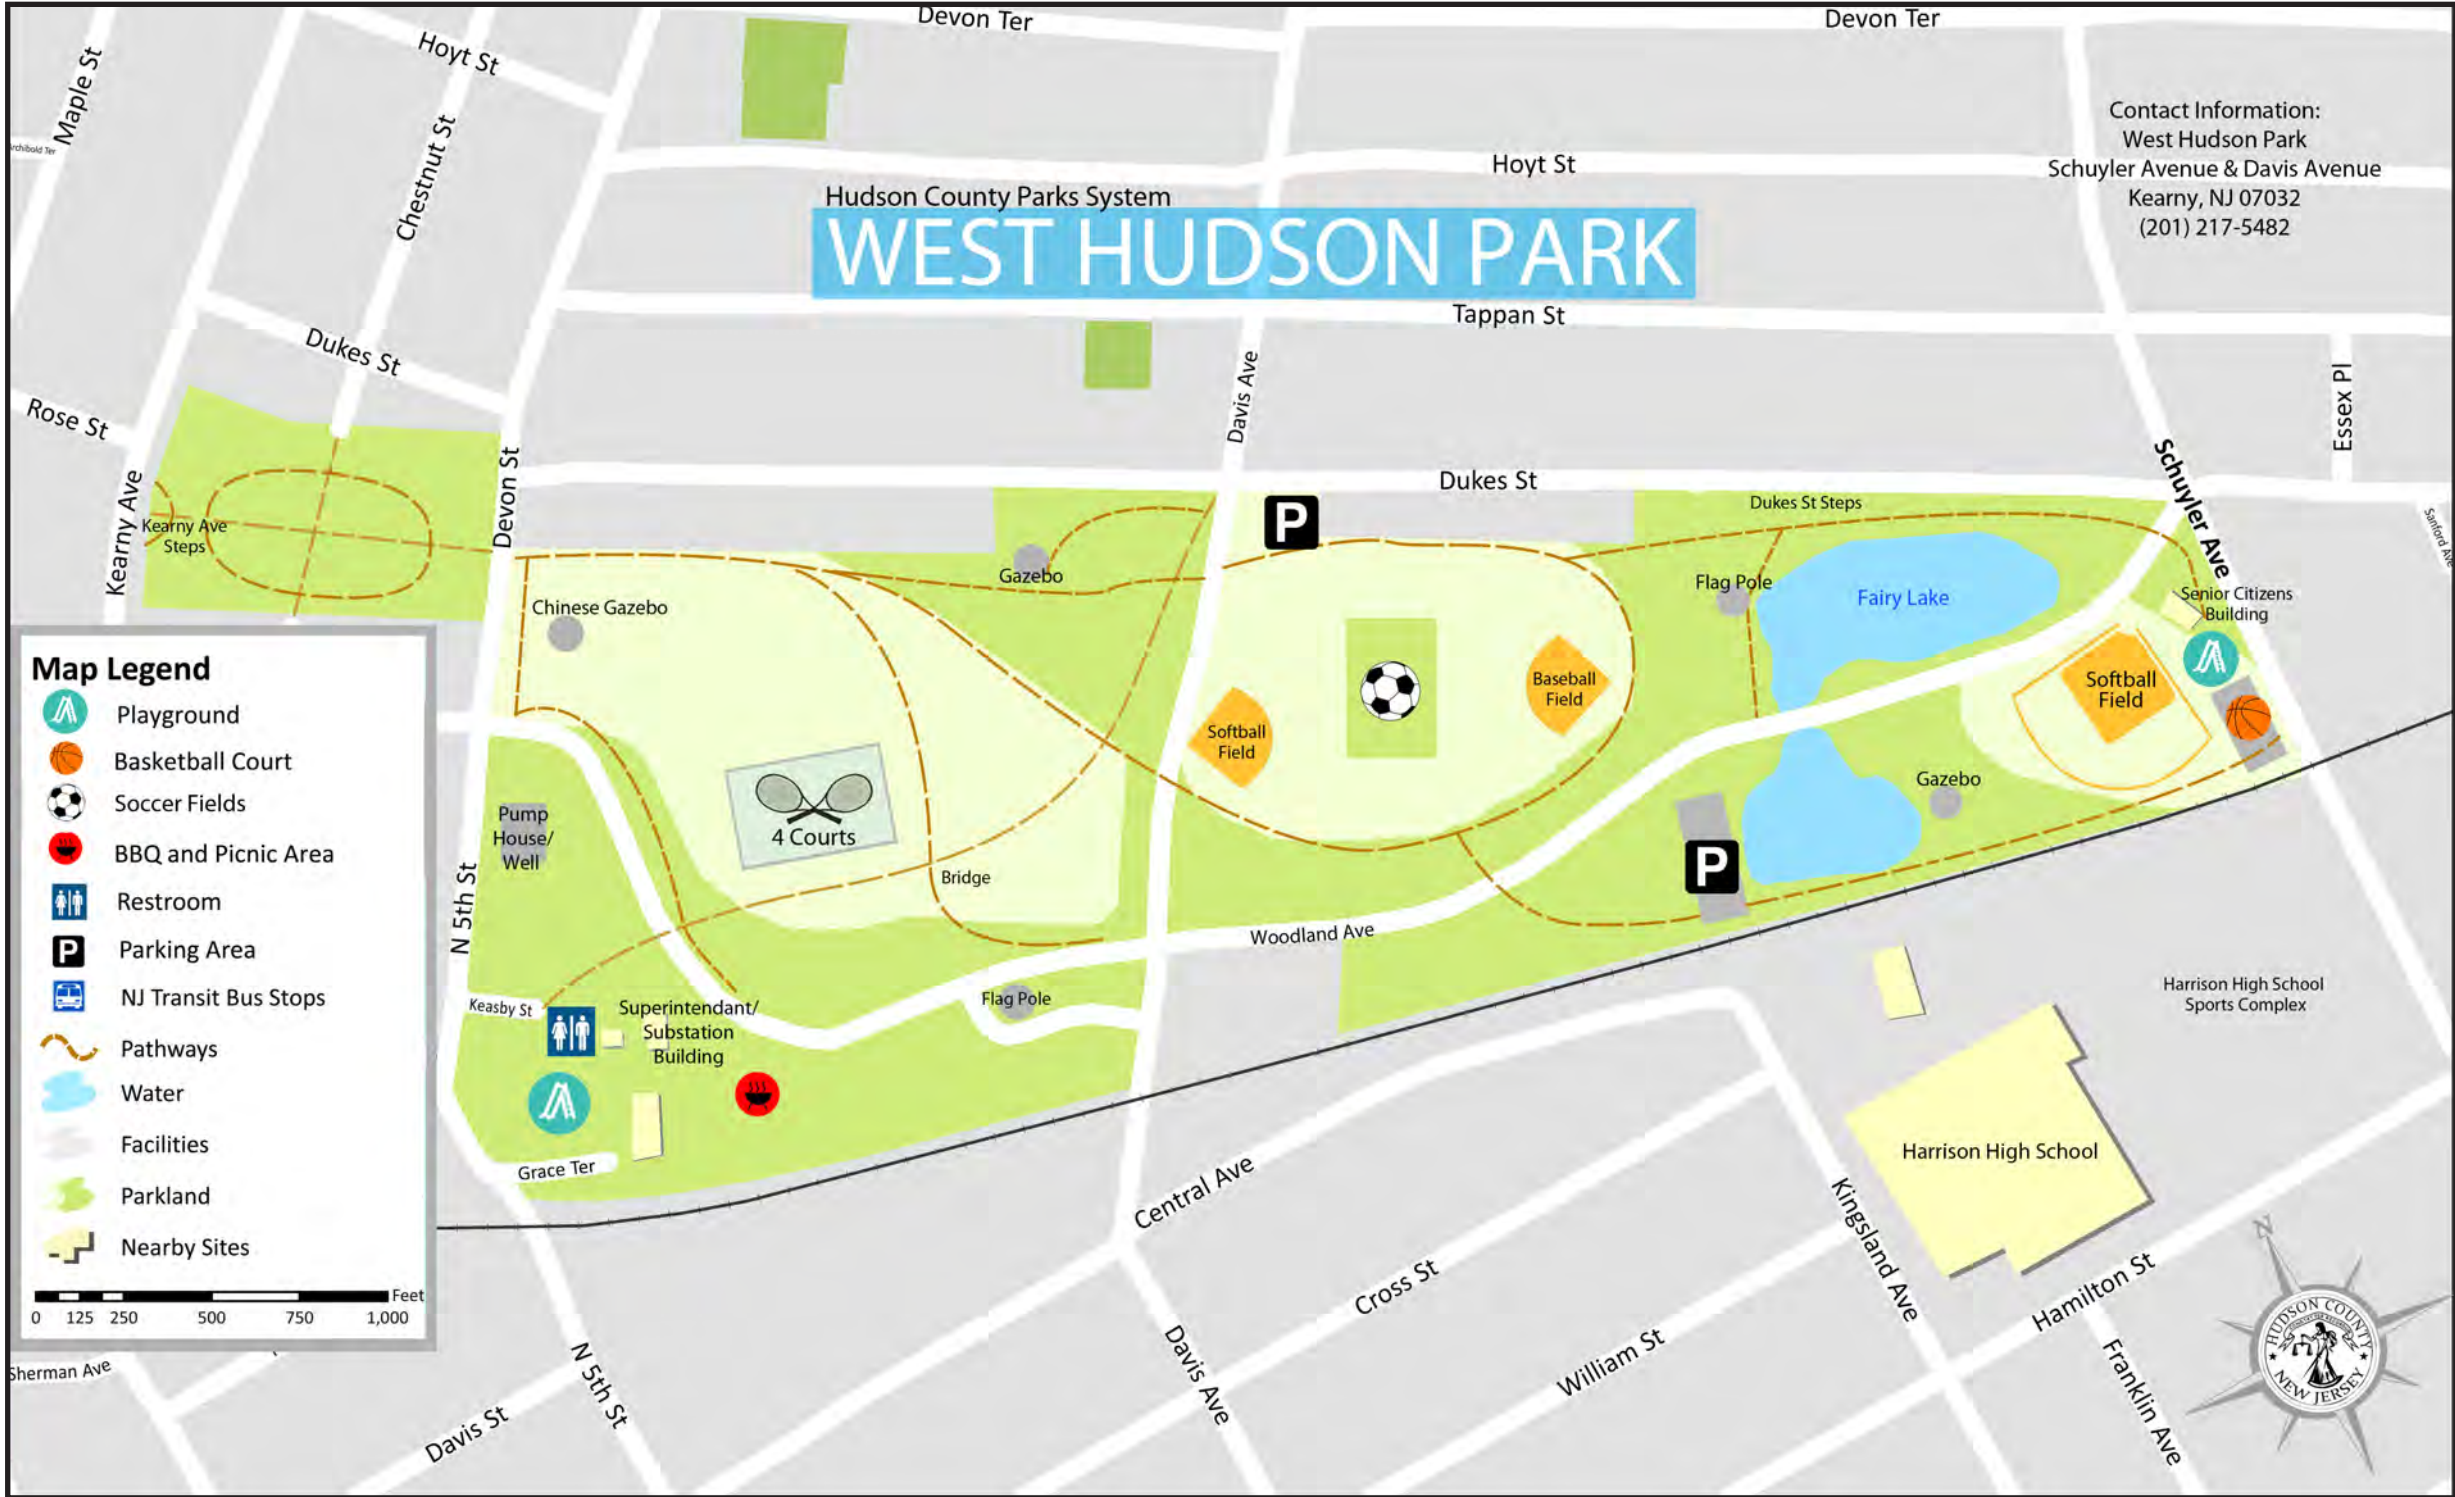 Devon Ter
Devon Ter
Hoyt St
Maple St
Archibald Ter
Chestnut St
Contact Information:
West Hudson Park
Schuyler Avenue & Davis Avenue
Kearny, NJ 07032
(201) 217-5482
Hoyt St
Hudson County Parks System
WEST HUDSON PARK
Tappan St
Dukes St
Davis Ave
Essex Pl
Rose St
Devon St
Dukes St
Schuyler Ave
Sanford Ave
Kearny Ave
Kearny Ave
Steps
P
Dukes St Steps
Gazebo
Flag Pole
Fairy Lake
Chinese Gazebo
Senior Citizens
Building
Softball
Field
Baseball
Field
Softball
Field
4 Courts
Pump
House/
Well
Gazebo
P
Bridge
N 5th St
Woodland Ave
Flag Pole
Keasby St
Superintendant/
Substation
Building
Grace Ter
Harrison High School
Sports Complex
Harrison High School
Central Ave
Kingsland Ave
Cross St
Hamilton St
William St
Davis Ave
Franklin Ave
N 5th St
Davis St
Sherman Ave
Map Legend
Playground
Basketball Court
Soccer Fields
BBQ and Picnic Area
Restroom
P Parking Area
NJ Transit Bus Stops
Pathways
Water
Facilities
Parkland
Nearby Sites
Feet
0 125 250 500 750 1,000
N
HUDSON COUNTY
NEW JERSEY